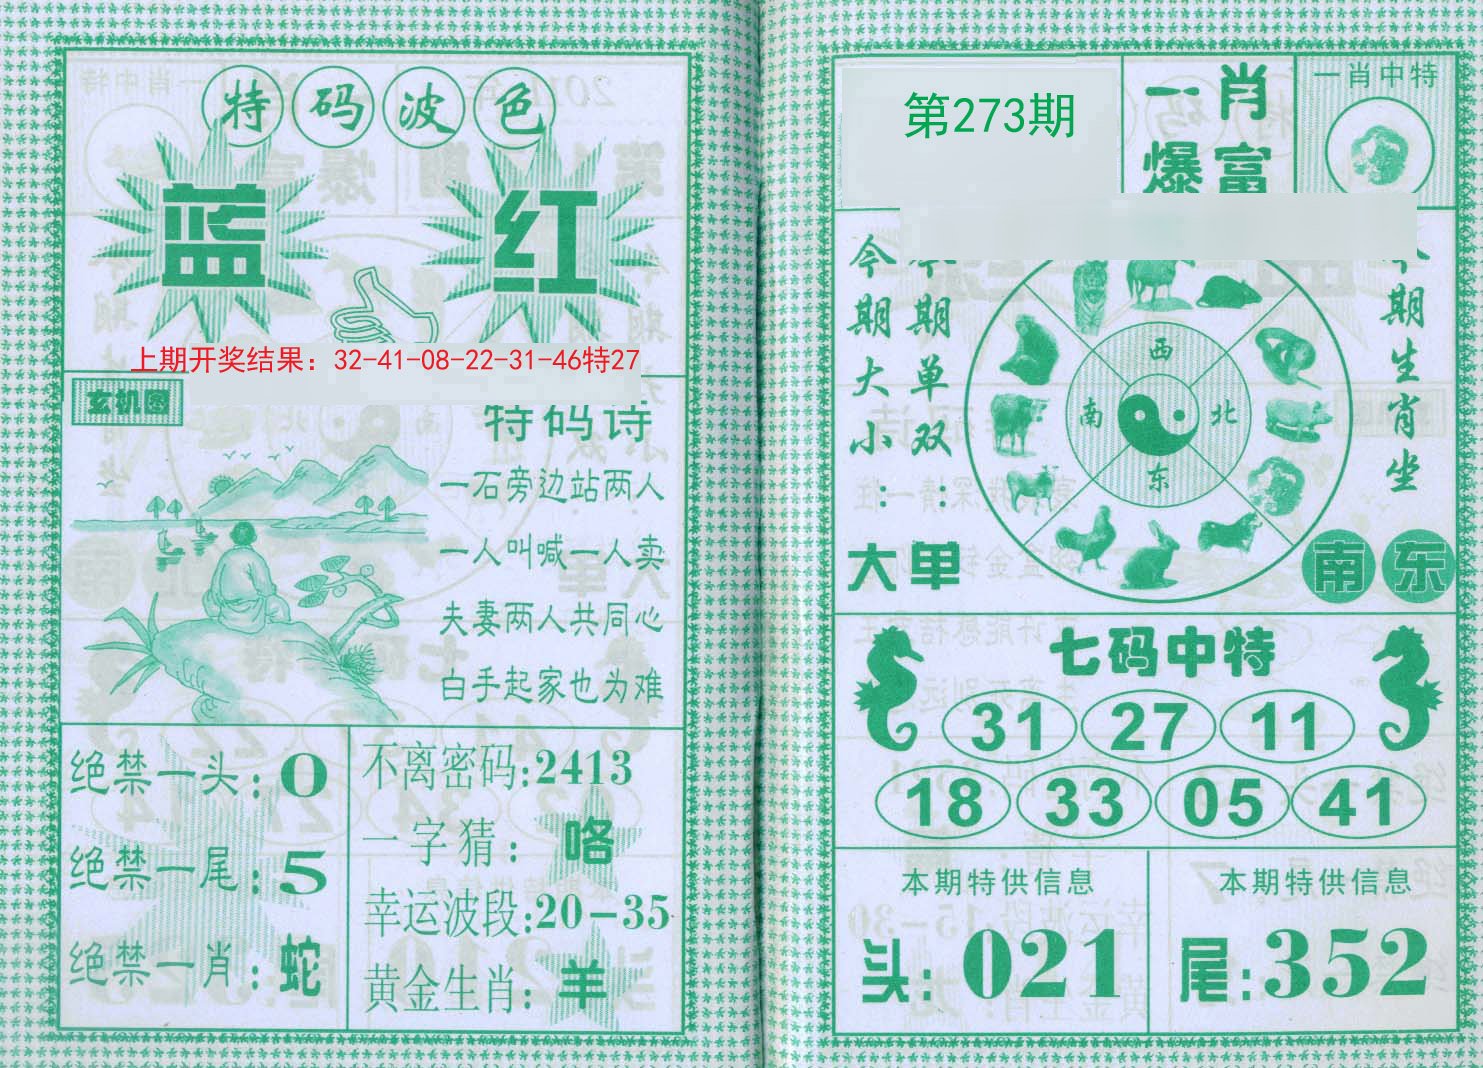 特码波色
蓝 红
上期开奖结果：32-41-08-22-31-46特27
玄机图
特码诗
一石旁边站两人
一人叫喊一人卖
夫妻两人共同心
白手起家也为难
绝禁一头：0
绝禁一尾：5
绝禁一肖：蛇
不离密码：2413
一字猜：咯
幸运波段：20-35
黄金生肖：羊
第273期
一肖
爆富
一肖中特
今期大小：
大
期单双：
单
西
南 北
东
期生肖坐
南 东
七码中特
31 27 11
18 33 05 41
本期特供信息
头：021
本期特供信息
尾：352